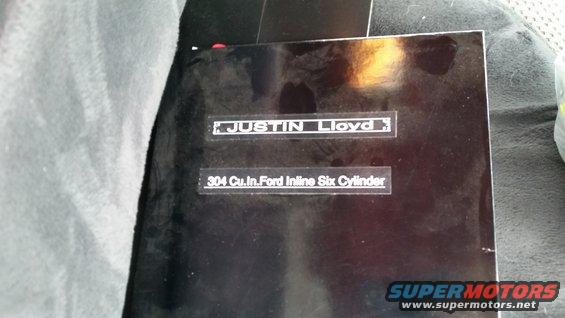 JUSTIN Lloyd
304 Cu.In.Ford Inline Six Cylinder
SUPERMOTORS
www.supermotors.net